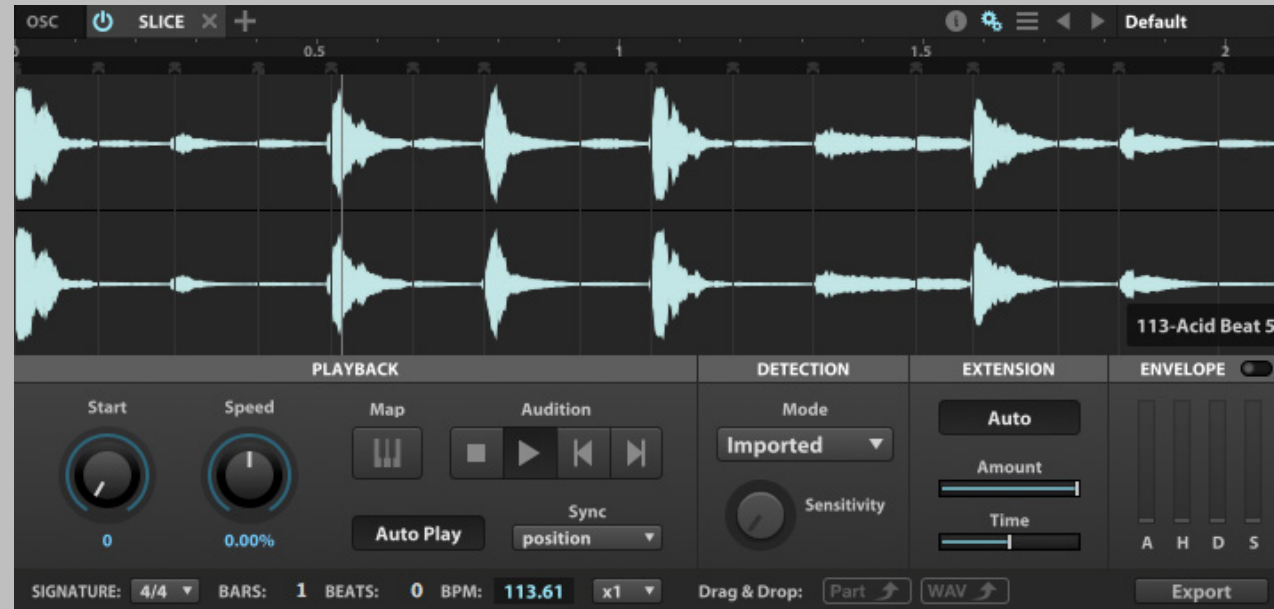 OSC SLICE Default
0 0.5 1 1.5 2
113-Acid Beat 5
PLAYBACK DETECTION EXTENSION ENVELOPE
Start Speed Map Audition Mode Auto
Imported
Amount
Sensitivity
Sync Time
Auto Play position
0 0.00% A H D S
SIGNATURE: 4/4 BARS: 1 BEATS: 0 BPM: 113.61 x1 Drag & Drop: Part WAV Export